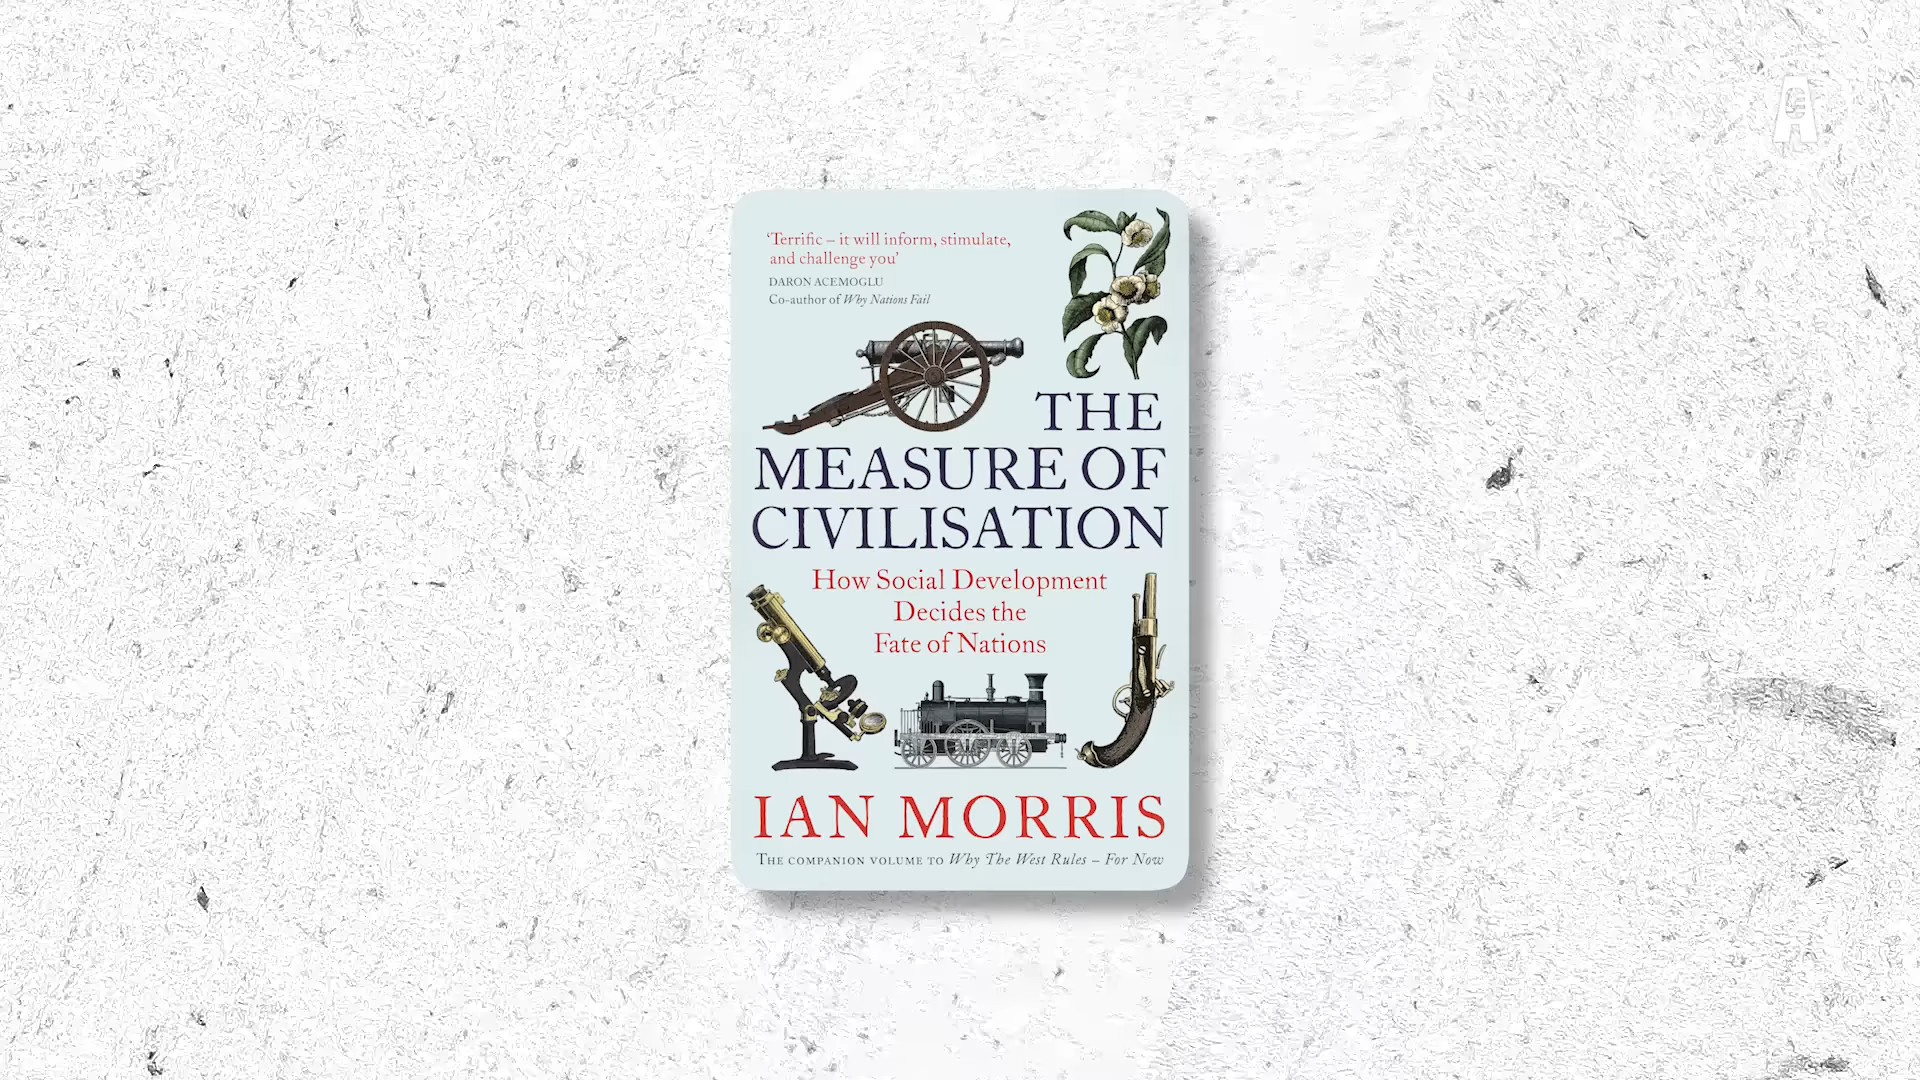 ‘Terrific – it will inform, stimulate,
and challenge you’
DARON ACEMOGLU
Co-author of Why Nations Fail
THE
MEASURE OF
CIVILISATION
How Social Development
Decides the
Fate of Nations
IAN MORRIS
THE COMPANION VOLUME TO Why The West Rules – For Now